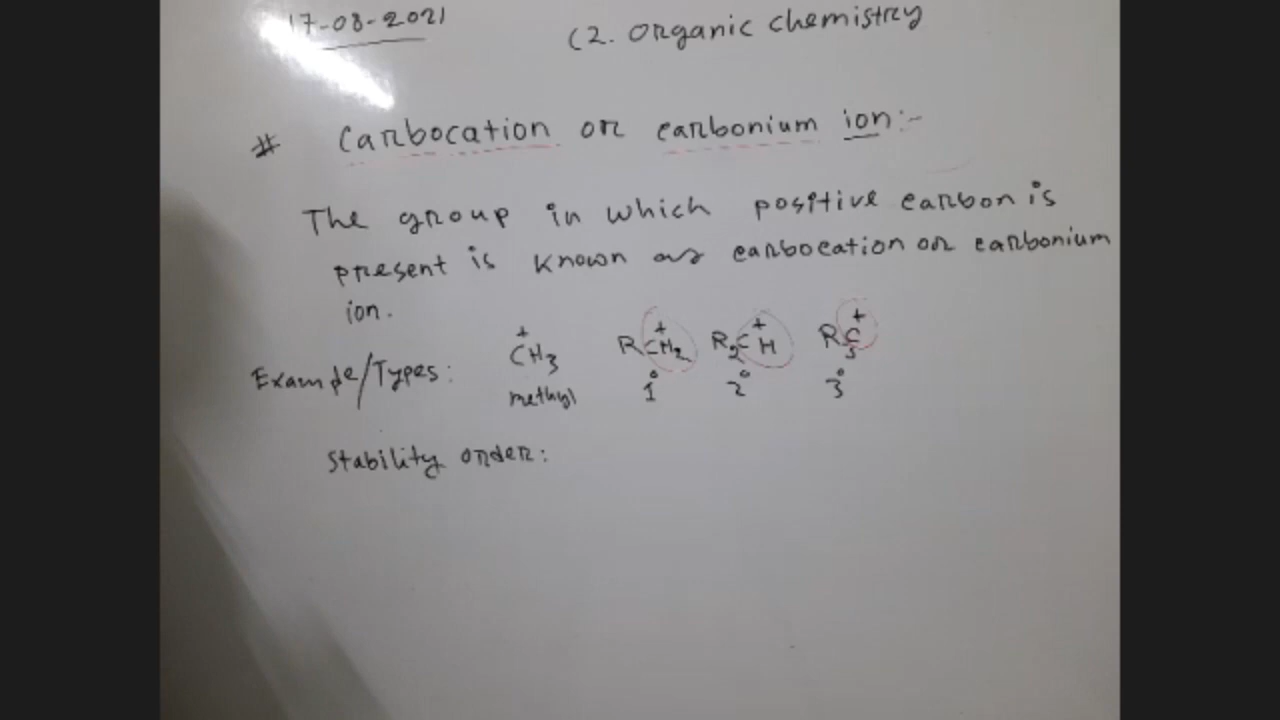 17-08-2021
(2. Organic chemistry
# Carbocation or carbonium ion:-
The group in which positive carbon is
present is known as carbocation or carbonium
ion.
Example/Types: C⁺H₃ RC⁺H₂ R₂C⁺H R₃C⁺
methyl 1° 2° 3°
Stability order: